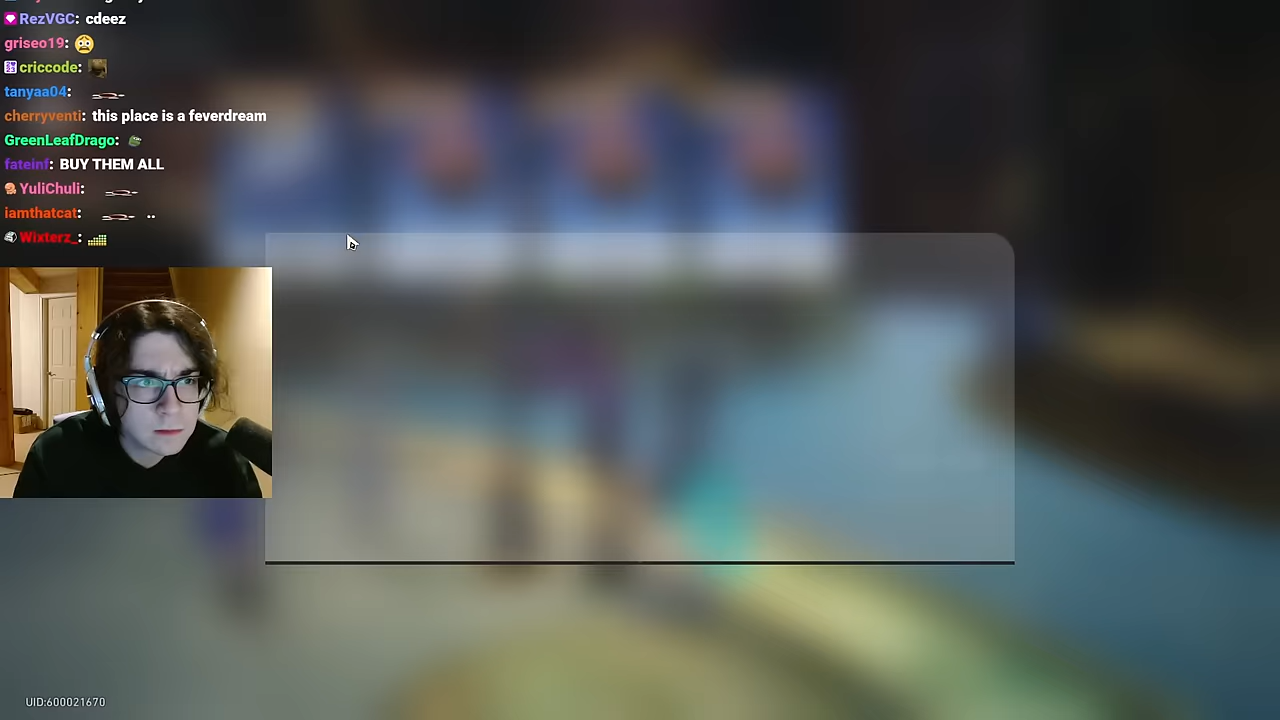 RezVGC: cdeez
griseo19:
criccode:
tanyaa04:
cherryventi: this place is a feverdream
GreenLeafDrago:
fateinf: BUY THEM ALL
YuliChuli:
iamthatcat: ..
Wixterz_:
UID:600021670